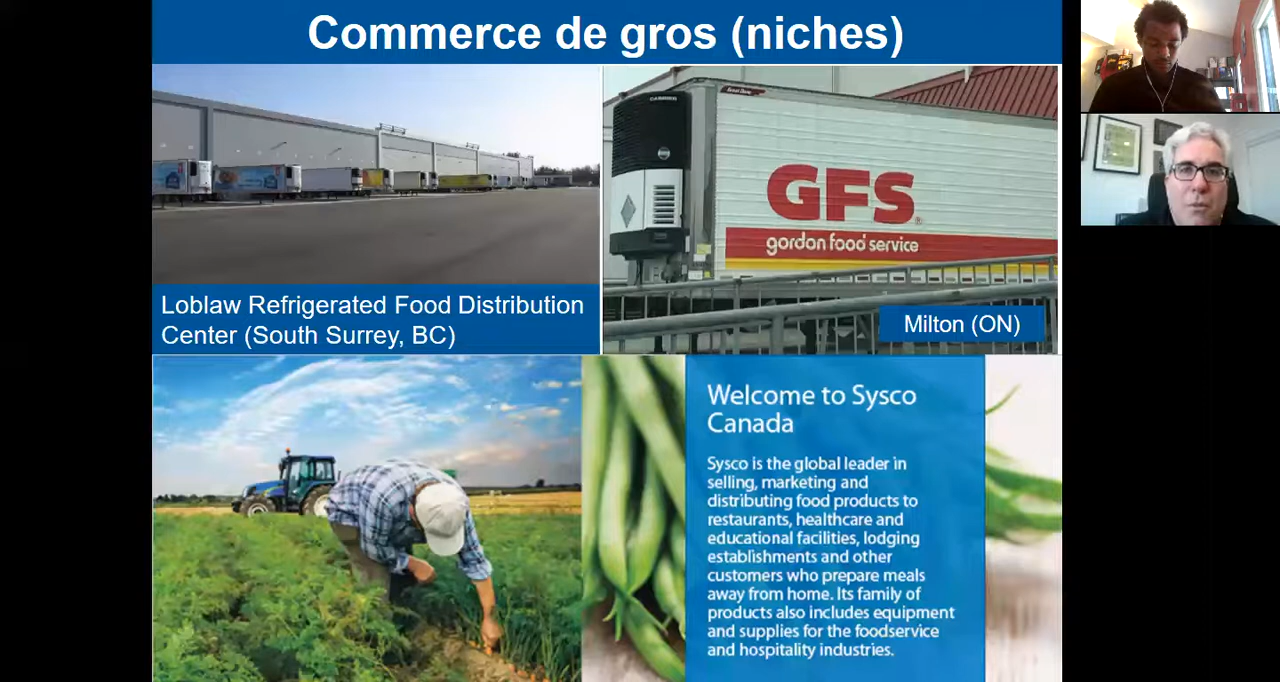 Commerce de gros (niches)
CARRIER
GFS
gordon food service
Loblaw Refrigerated Food Distribution
Center (South Surrey, BC)
Milton (ON)
Welcome to Sysco
Canada
Sysco is the global leader in
selling, marketing and
distributing food products to
restaurants, healthcare and
educational facilities, lodging
establishments and other
customers who prepare meals
away from home. Its family of
products also includes equipment
and supplies for the foodservice
and hospitality industries.